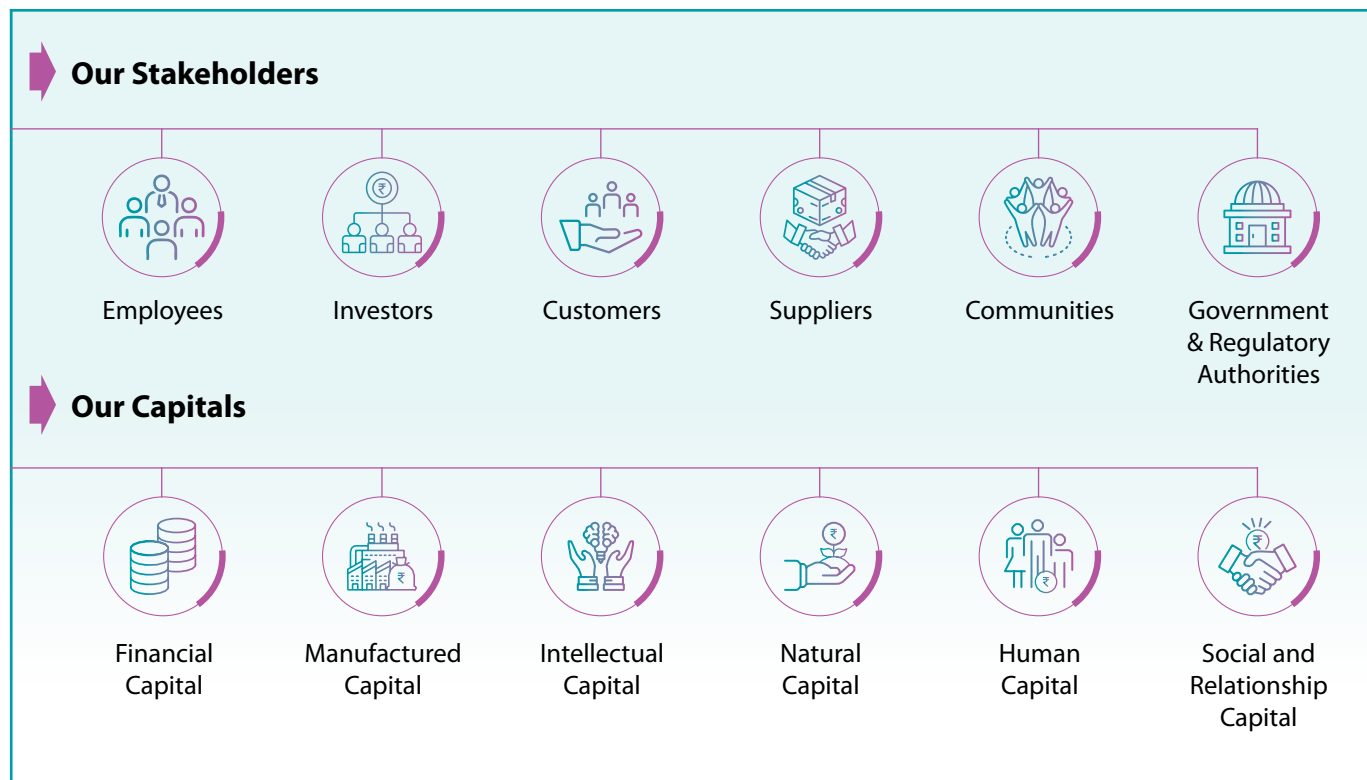 Our Stakeholders
₹
Employees
Investors
Customers
Suppliers
Communities
Government
& Regulatory
Authorities
Our Capitals
₹
₹
₹
₹
Financial
Capital
Manufactured
Capital
Intellectual
Capital
Natural
Capital
Human
Capital
Social and
Relationship
Capital